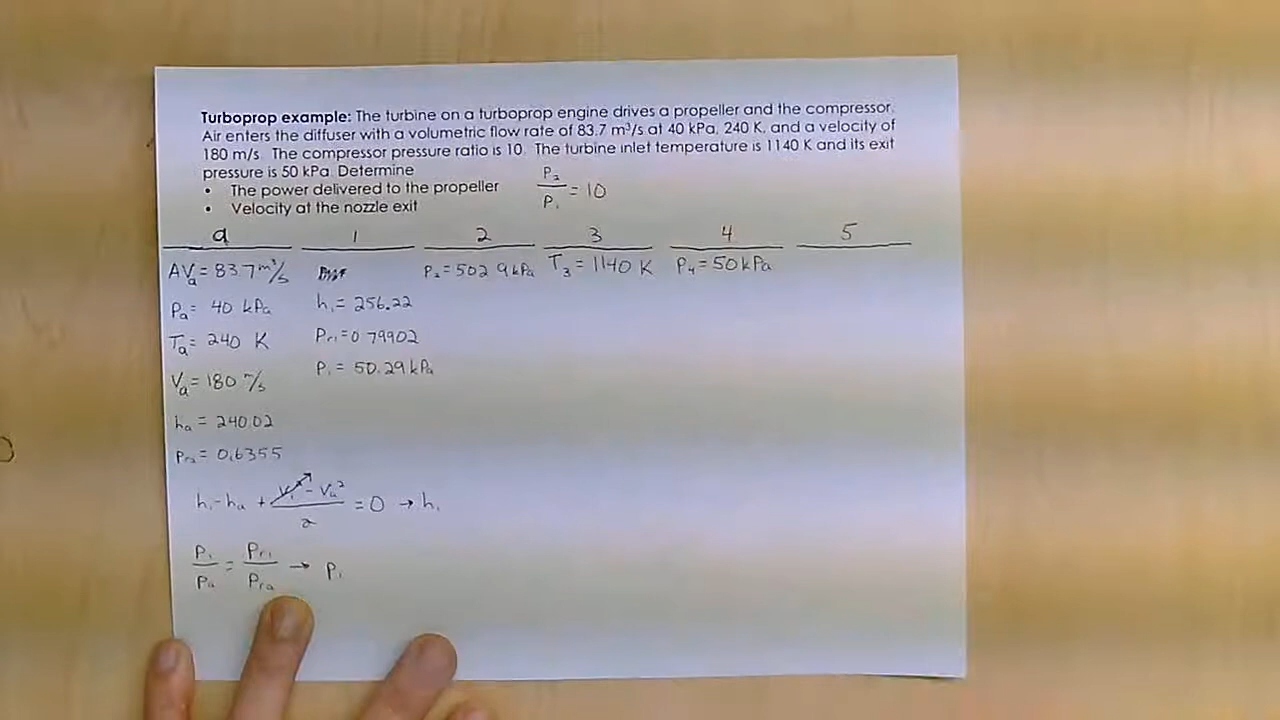 Turboprop example: The turbine on a turboprop engine drives a propeller and the compressor.
Air enters the diffuser with a volumetric flow rate of 83.7 m³/s at 40 kPa, 240 K, and a velocity of
180 m/s The compressor pressure ratio is 10 The turbine inlet temperature is 1140 K and its exit
pressure is 50 kPa Determine
• The power delivered to the propeller
• Velocity at the nozzle exit
P₂/P₁ = 10
a 1 2 3 4 5
AVₐ = 83 7 m³/s P₂ = 502 9 kPa T₃ = 1140 K P₄ = 50 kPa
Pₐ = 40 kPa h₁ = 256.22
Tₐ = 240 K Pr₁ = 0 79902
Vₐ = 180 m/s P₁ = 50.29 kPa
hₐ = 240.02
Prₐ = 0.6355
h₁ - hₐ + (V₁² - Vₐ²)/2 = 0 → h₁
P₁/Pₐ = Pr₁/Prₐ → P₁